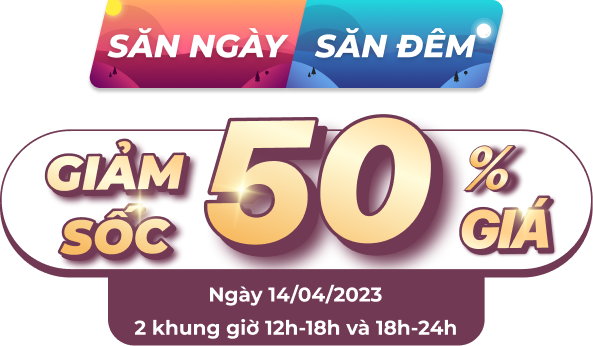 SĂN NGÀY SĂN ĐÊM
GIẢM 50 %
SỐC GIÁ
Ngày 14/04/2023
2 khung giờ 12h-18h và 18h-24h